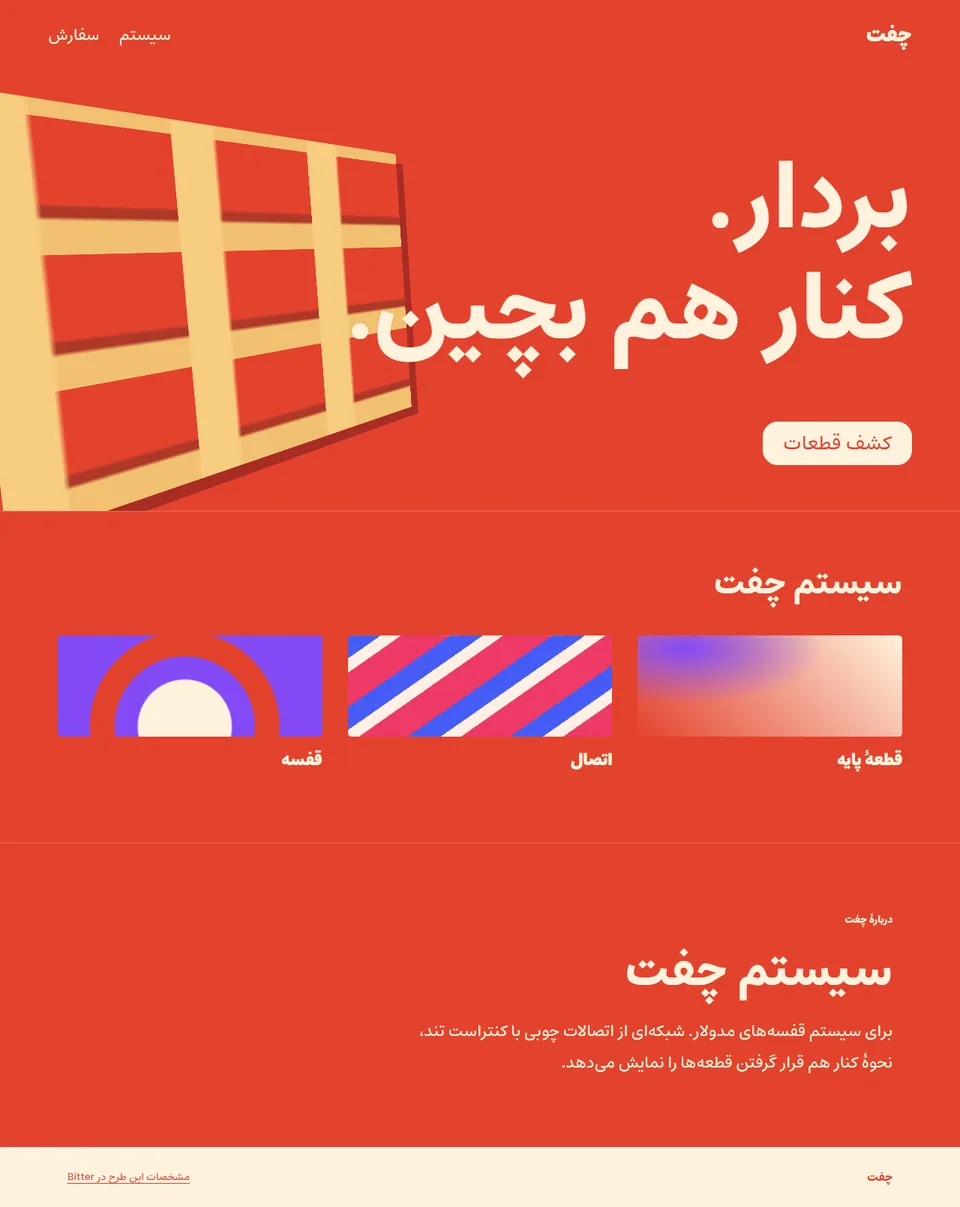 چفت
سیستم
سفارش
بردار.
کنار هم بچین.
کشف قطعات
سیستم چفت
قطعهٔ پایه
اتصال
قفسه
دربارهٔ چفت
سیستم چفت
برای سیستم قفسه‌های مدولار. شبکه‌ای از اتصالات چوبی با کنتراست تند،
نحوهٔ کنار هم قرار گرفتن قطعه‌ها را نمایش می‌دهد.
چفت
مشخصات این طرح در Bitter